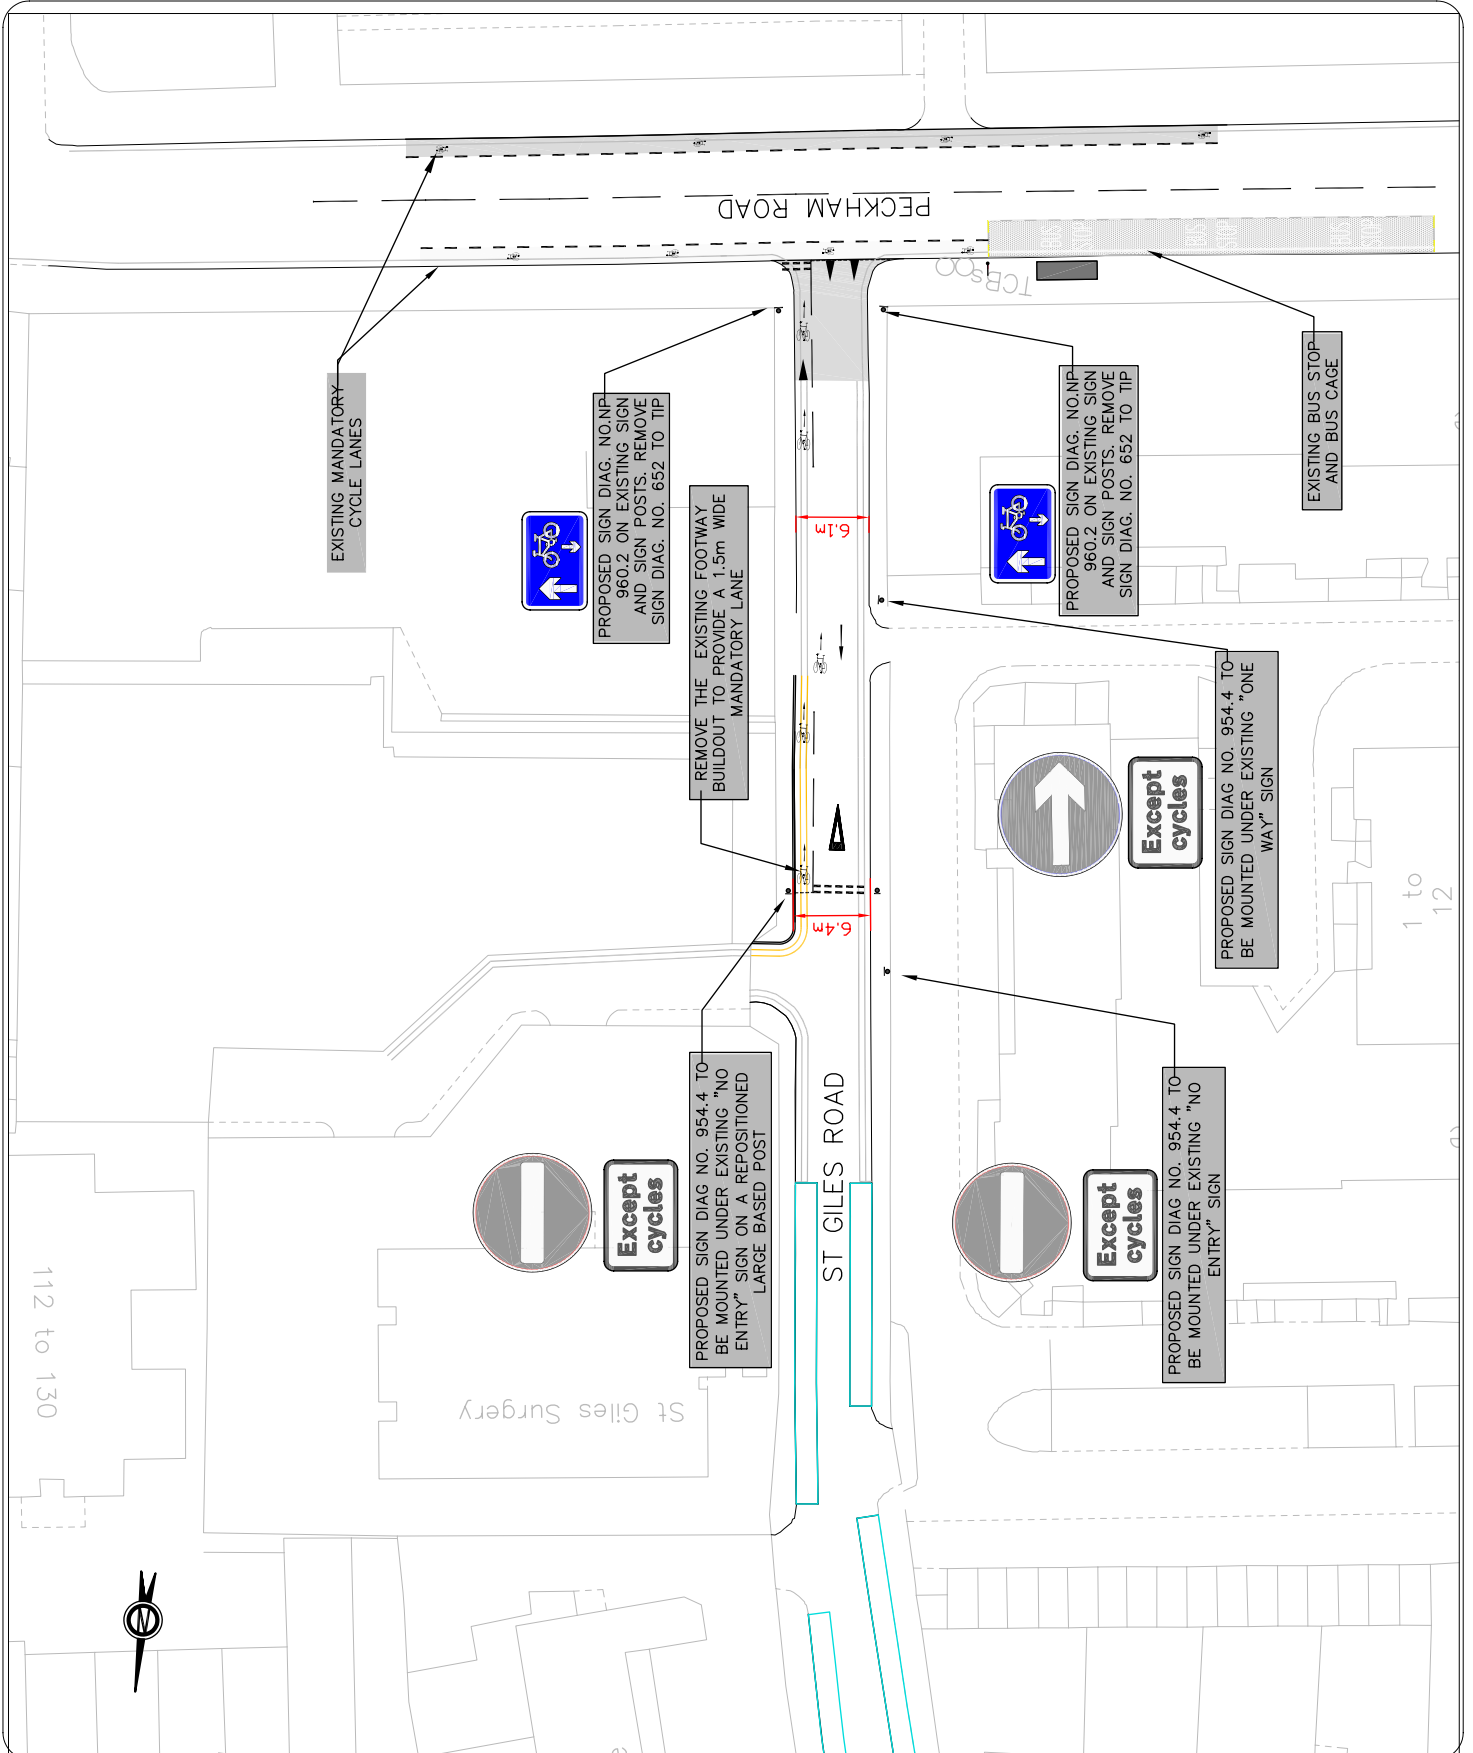 PECKHAM ROAD
BUS
STOP
BUS
STOP
BUS
STOP
TCBs
EXISTING MANDATORY
CYCLE LANES
PROPOSED SIGN DIAG. NO.NP
960.2 ON EXISTING SIGN
AND SIGN POSTS. REMOVE
SIGN DIAG. NO. 652 TO TIP
PROPOSED SIGN DIAG. NO.NP
960.2 ON EXISTING SIGN
AND SIGN POSTS. REMOVE
SIGN DIAG. NO. 652 TO TIP
EXISTING BUS STOP
AND BUS CAGE
REMOVE THE EXISTING FOOTWAY
BUILDOUT TO PROVIDE A 1.5m WIDE
MANDATORY LANE
6.1m
PROPOSED SIGN DIAG NO. 954.4 TO
BE MOUNTED UNDER EXISTING "ONE
WAY" SIGN
Except
cycles
6.4m
1 to
12
PROPOSED SIGN DIAG NO. 954.4 TO
BE MOUNTED UNDER EXISTING "NO
ENTRY" SIGN ON A REPOSITIONED
LARGE BASED POST
Except
cycles
ST GILES ROAD
PROPOSED SIGN DIAG NO. 954.4 TO
BE MOUNTED UNDER EXISTING "NO
ENTRY" SIGN
Except
cycles
112 to 130
St Giles Surgery
N